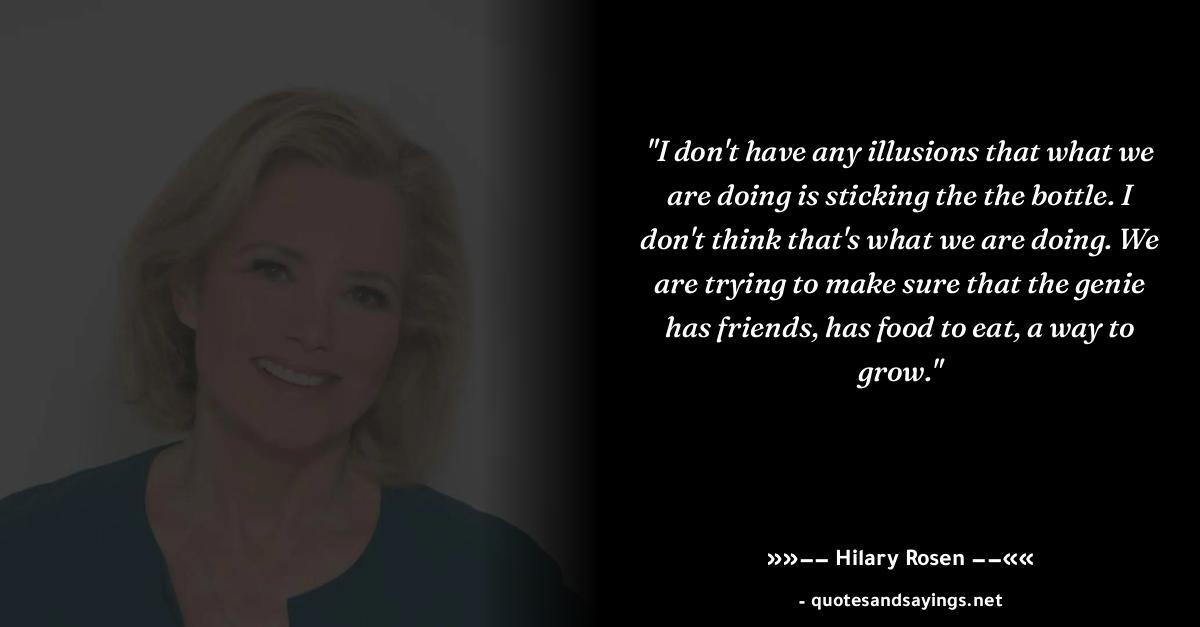 "I don't have any illusions that what we
are doing is sticking the the bottle. I
don't think that's what we are doing. We
are trying to make sure that the genie
has friends, has food to eat, a way to
grow."
»»−− Hilary Rosen −−««
- quotesandsayings.net